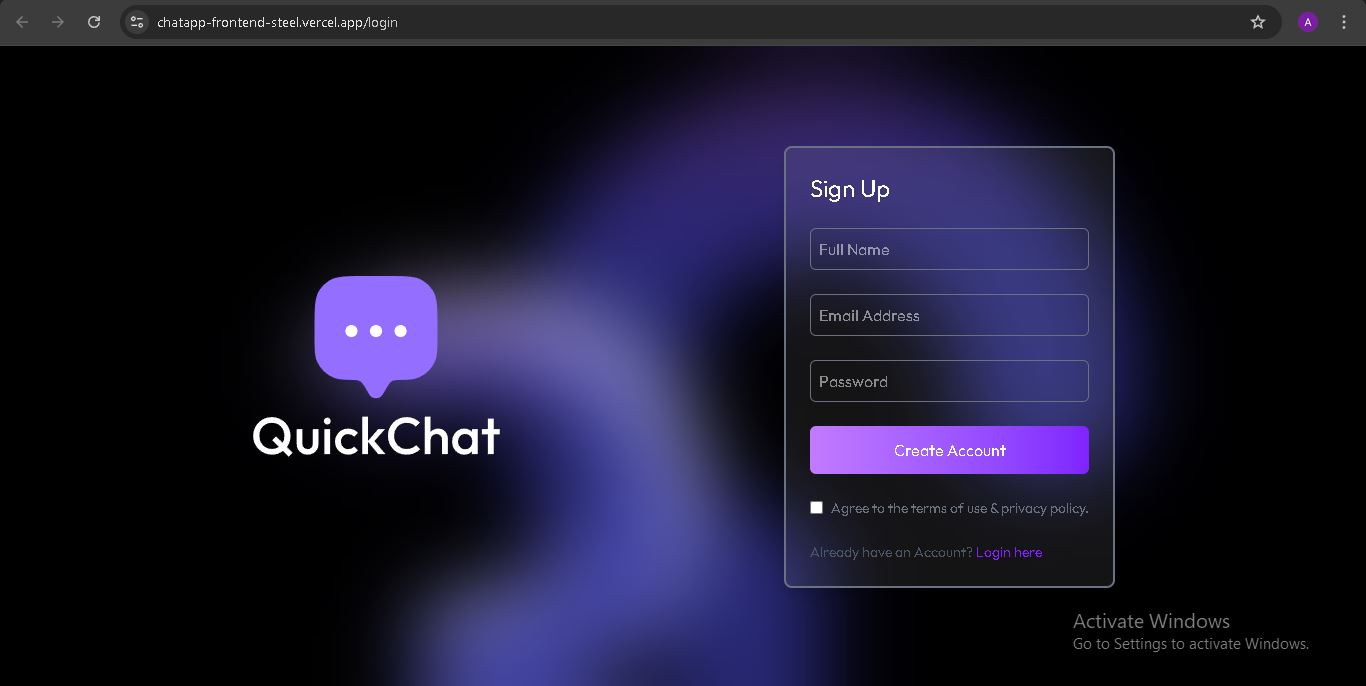 chatapp-frontend-steel.vercel.app/login
A
Sign Up
Full Name
Email Address
Password
Create Account
Agree to the terms of use & privacy policy.
Already have an Account? Login here
QuickChat
Activate Windows
Go to Settings to activate Windows.